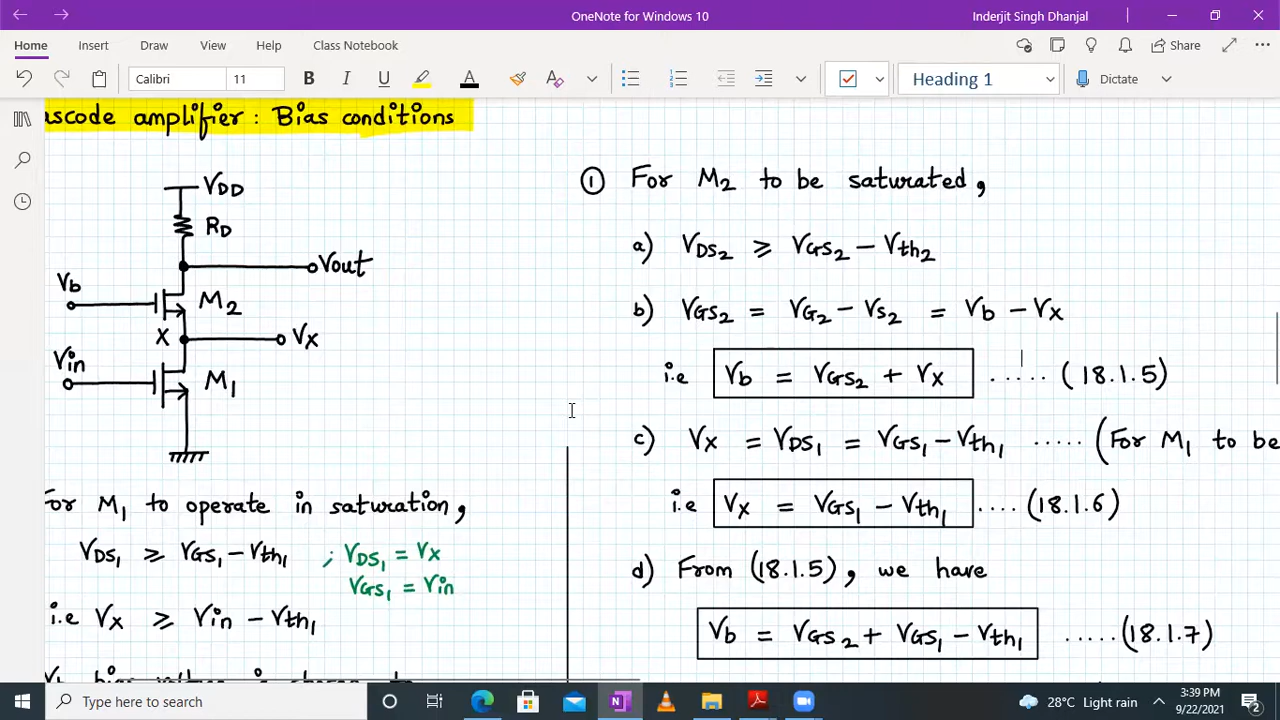 OneNote for Windows 10
Inderjit Singh Dhanjal
Home Insert Draw View Help Class Notebook
Share
Calibri 11 B I U A Heading 1 Dictate
ascode amplifier : Bias conditions
VDD
RD
Vout
Vb
M2
X
Vx
Vin
M1
For M1 to operate in saturation,
VDS1 ≥ VGS1 - Vth1 ; VDS1 = Vx
VGS1 = Vin
i.e Vx ≥ Vin - Vth1
① For M2 to be saturated,
a) VDS2 ≥ VGS2 - Vth2
b) VGS2 = VG2 - VS2 = Vb - Vx
i.e Vb = VGS2 + Vx ..... (18.1.5)
c) Vx = VDS1 = VGS1 - Vth1 ..... (For M1 to be
i.e Vx = VGS1 - Vth1 .... (18.1.6)
d) From (18.1.5), we have
Vb = VGS2 + VGS1 - Vth1 ..... (18.1.7)
Type here to search
28°C Light rain
3:39 PM
9/22/2021
2